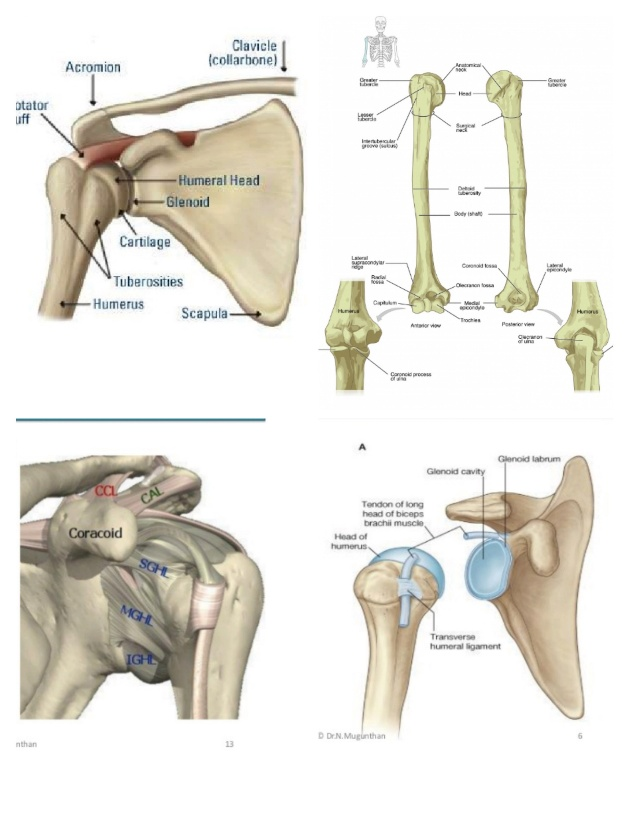 Clavicle
(collarbone)
Acromion
otator
uff
Humeral Head
Glenoid
Cartilage
Tuberosities
Humerus
Scapula
Anatomical
neck
Greater
tubercle
Head
Greater
tubercle
Lesser
tubercle
Surgical
neck
Intertubercular
groove (sulcus)
Deltoid
tuberosity
Body (shaft)
Lateral
supracondylar
ridge
Coronoid fossa
Lateral
epicondyle
Radial
fossa
Olecranon fossa
Capitulum
Medial
epicondyle
Trochlea
Humerus
Anterior view
Posterior view
Humerus
Olecranon
of ulna
Coronoid process
of ulna
CCL
CAL
Coracoid
SGHL
MGHL
IGHL
nthan
13
A
Glenoid labrum
Glenoid cavity
Tendon of long
head of biceps
brachii muscle
Head of
humerus
Transverse
humeral ligament
© Dr.N.Mugunthan
6